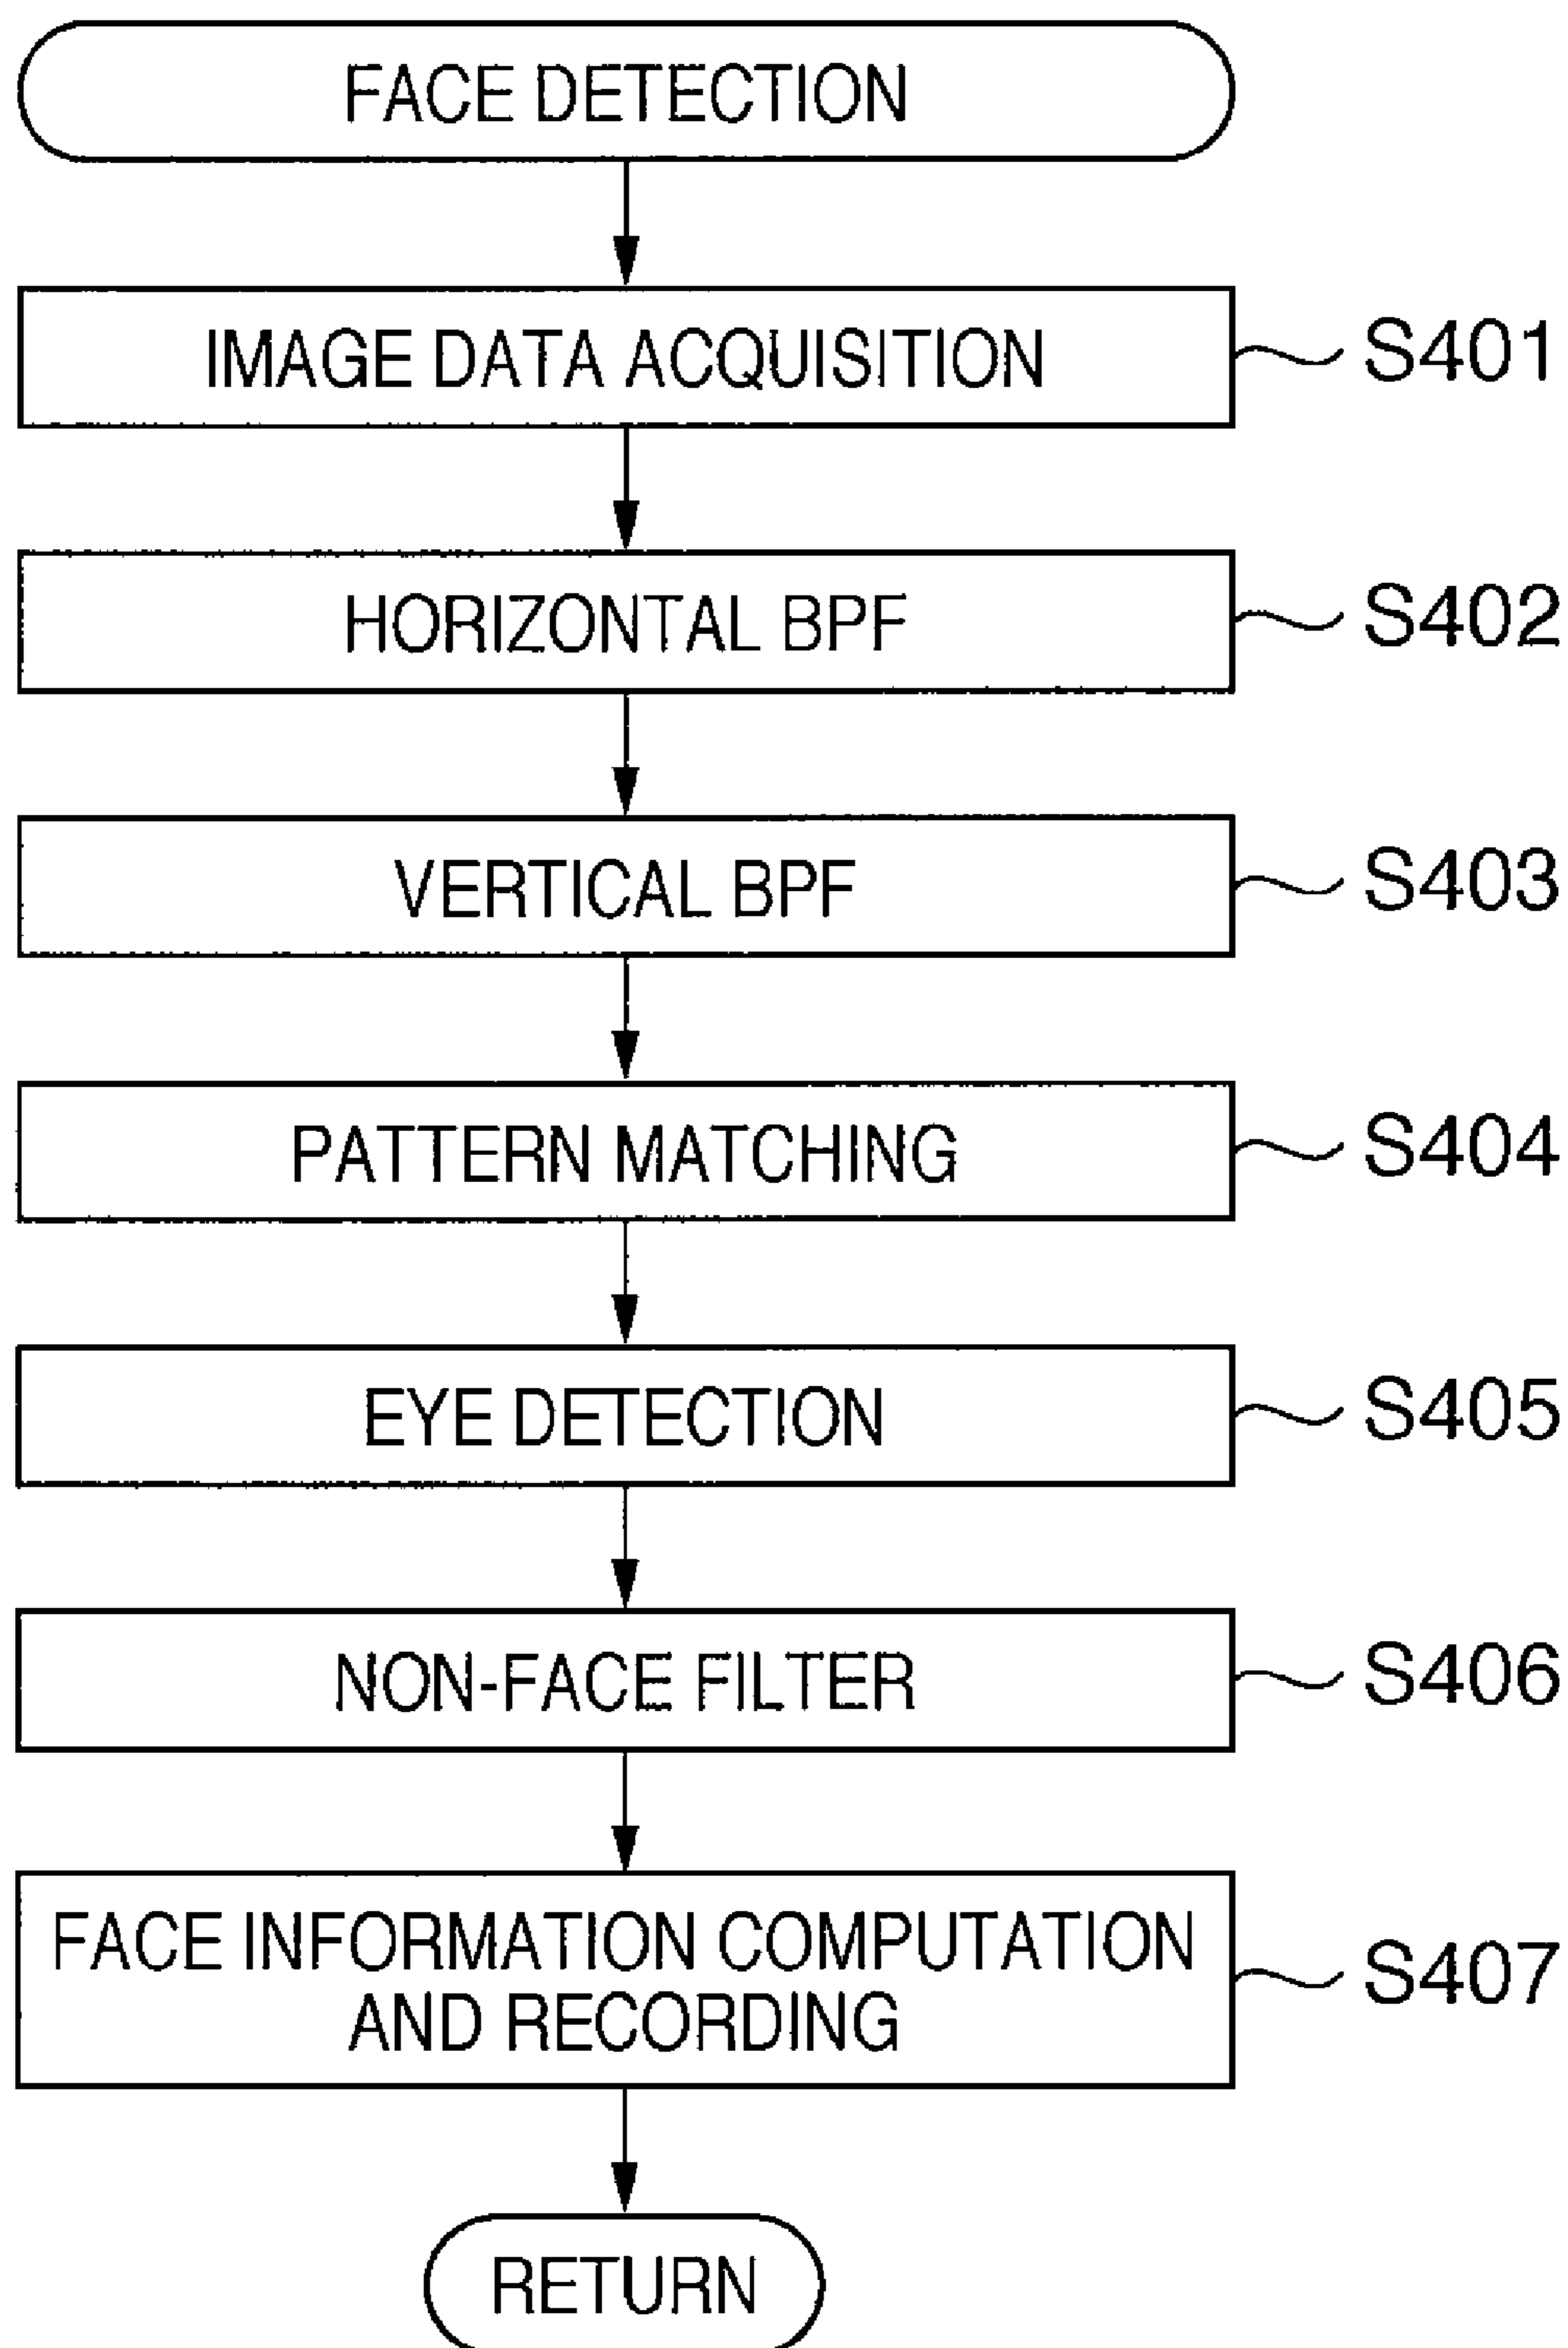 FACE DETECTION
IMAGE DATA ACQUISITION S401
HORIZONTAL BPF S402
VERTICAL BPF S403
PATTERN MATCHING S404
EYE DETECTION S405
NON-FACE FILTER S406
FACE INFORMATION COMPUTATION
AND RECORDING
S407
RETURN